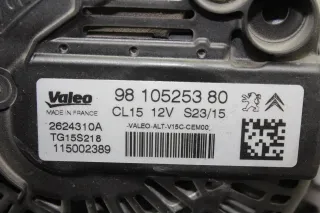 Valeo
MADE IN FRANCE
98 105253 80
CL15 12V S23/15
2624310A
VALEO-ALT-V15C-CEM00
TG15S218
115002389